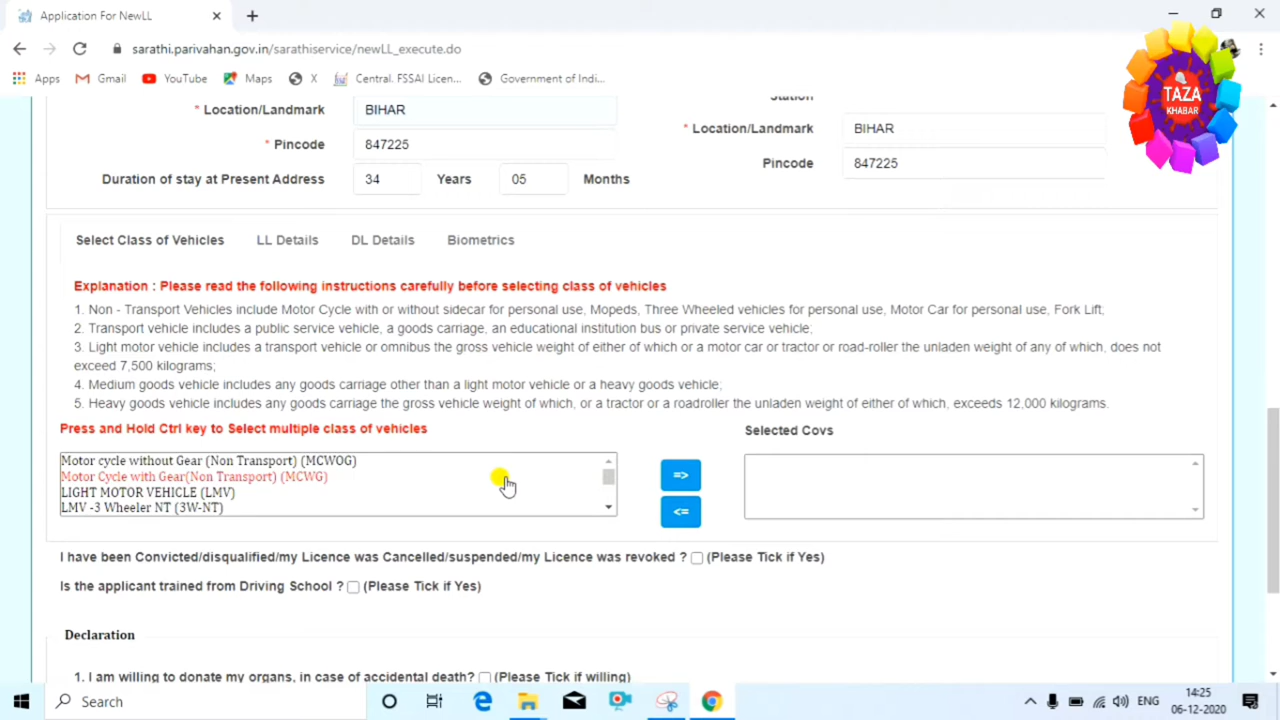 Application For NewLL
sarathi.parivahan.gov.in/sarathiservice/newLL_execute.do
Apps Gmail YouTube Maps X Central. FSSAI Licen... Government of Indi...
TAZA
KHABAR
* Location/Landmark BIHAR
* Pincode 847225
Duration of stay at Present Address 34 Years 05 Months
Station
* Location/Landmark BIHAR
Pincode 847225
Select Class of Vehicles LL Details DL Details Biometrics
Explanation : Please read the following instructions carefully before selecting class of vehicles
1. Non - Transport Vehicles include Motor Cycle with or without sidecar for personal use, Mopeds, Three Wheeled vehicles for personal use, Motor Car for personal use, Fork Lift;
2. Transport vehicle includes a public service vehicle, a goods carriage, an educational institution bus or private service vehicle;
3. Light motor vehicle includes a transport vehicle or omnibus the gross vehicle weight of either of which or a motor car or tractor or road-roller the unladen weight of any of which, does not
exceed 7,500 kilograms;
4. Medium goods vehicle includes any goods carriage other than a light motor vehicle or a heavy goods vehicle;
5. Heavy goods vehicle includes any goods carriage the gross vehicle weight of which, or a tractor or a roadroller the unladen weight of either of which, exceeds 12,000 kilograms.
Press and Hold Ctrl key to Select multiple class of vehicles
Motor cycle without Gear (Non Transport) (MCWOG)
Motor Cycle with Gear(Non Transport) (MCWG)
LIGHT MOTOR VEHICLE (LMV)
LMV -3 Wheeler NT (3W-NT)
=>
<=
Selected Covs
I have been Convicted/disqualified/my Licence was Cancelled/suspended/my Licence was revoked ? (Please Tick if Yes)
Is the applicant trained from Driving School ? (Please Tick if Yes)
Declaration
1. I am willing to donate my organs, in case of accidental death? (Please Tick if willing)
Search
ENG
14:25
06-12-2020